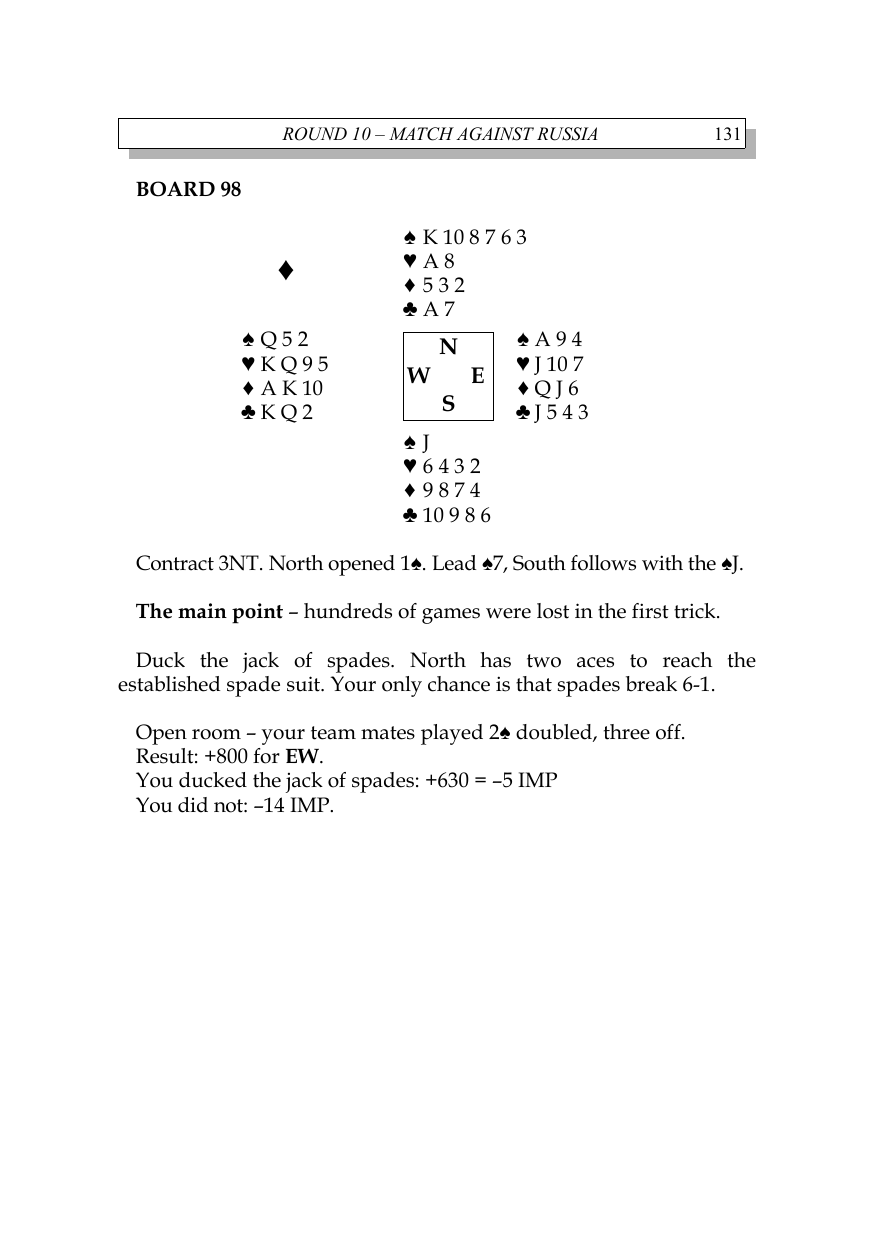 ROUND 10 – MATCH AGAINST RUSSIA 131
BOARD 98
♦
♠ K 10 8 7 6 3
♥ A 8
♦ 5 3 2
♣ A 7
♠ Q 5 2
♥ K Q 9 5
♦ A K 10
♣ K Q 2
N
W E
S
♠ A 9 4
♥ J 10 7
♦ Q J 6
♣ J 5 4 3
♠ J
♥ 6 4 3 2
♦ 9 8 7 4
♣ 10 9 8 6
Contract 3NT. North opened 1♠. Lead ♠7, South follows with the ♠J.
The main point – hundreds of games were lost in the first trick.
Duck the jack of spades. North has two aces to reach the
established spade suit. Your only chance is that spades break 6-1.
Open room – your team mates played 2♠ doubled, three off.
Result: +800 for EW.
You ducked the jack of spades: +630 = –5 IMP
You did not: –14 IMP.